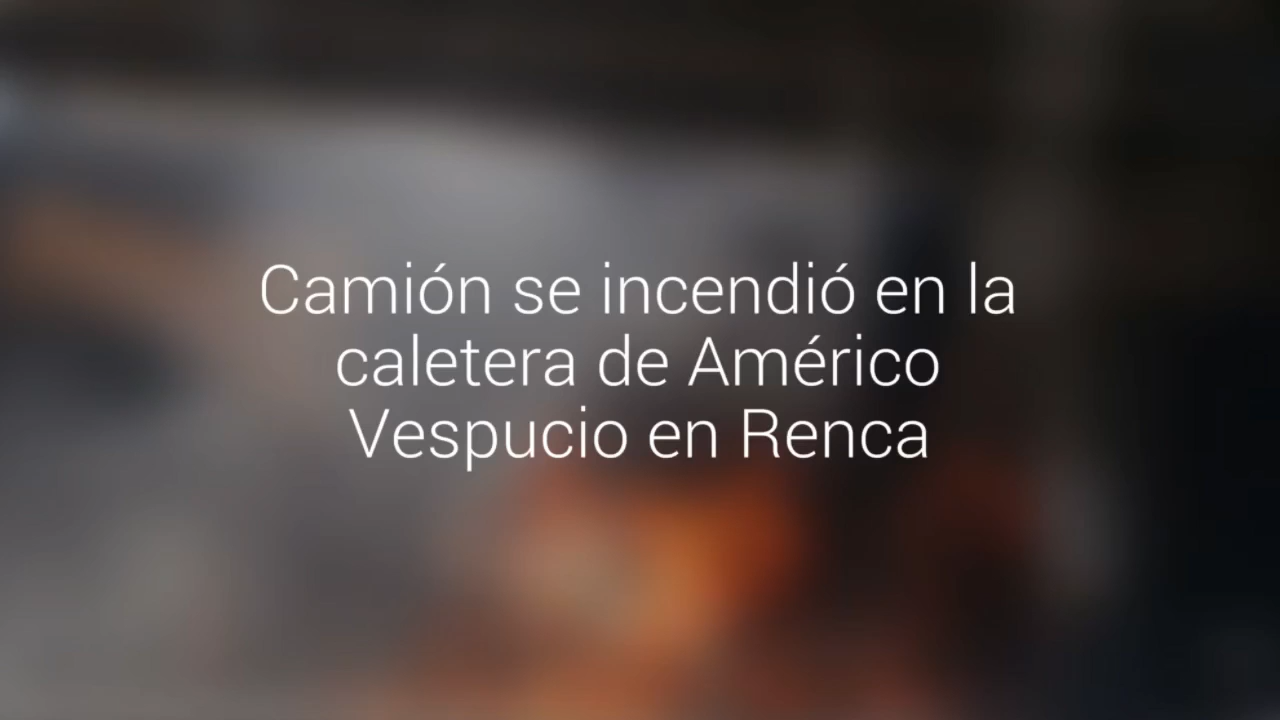 Camión se incendió en la
caletera de Américo
Vespucio en Renca